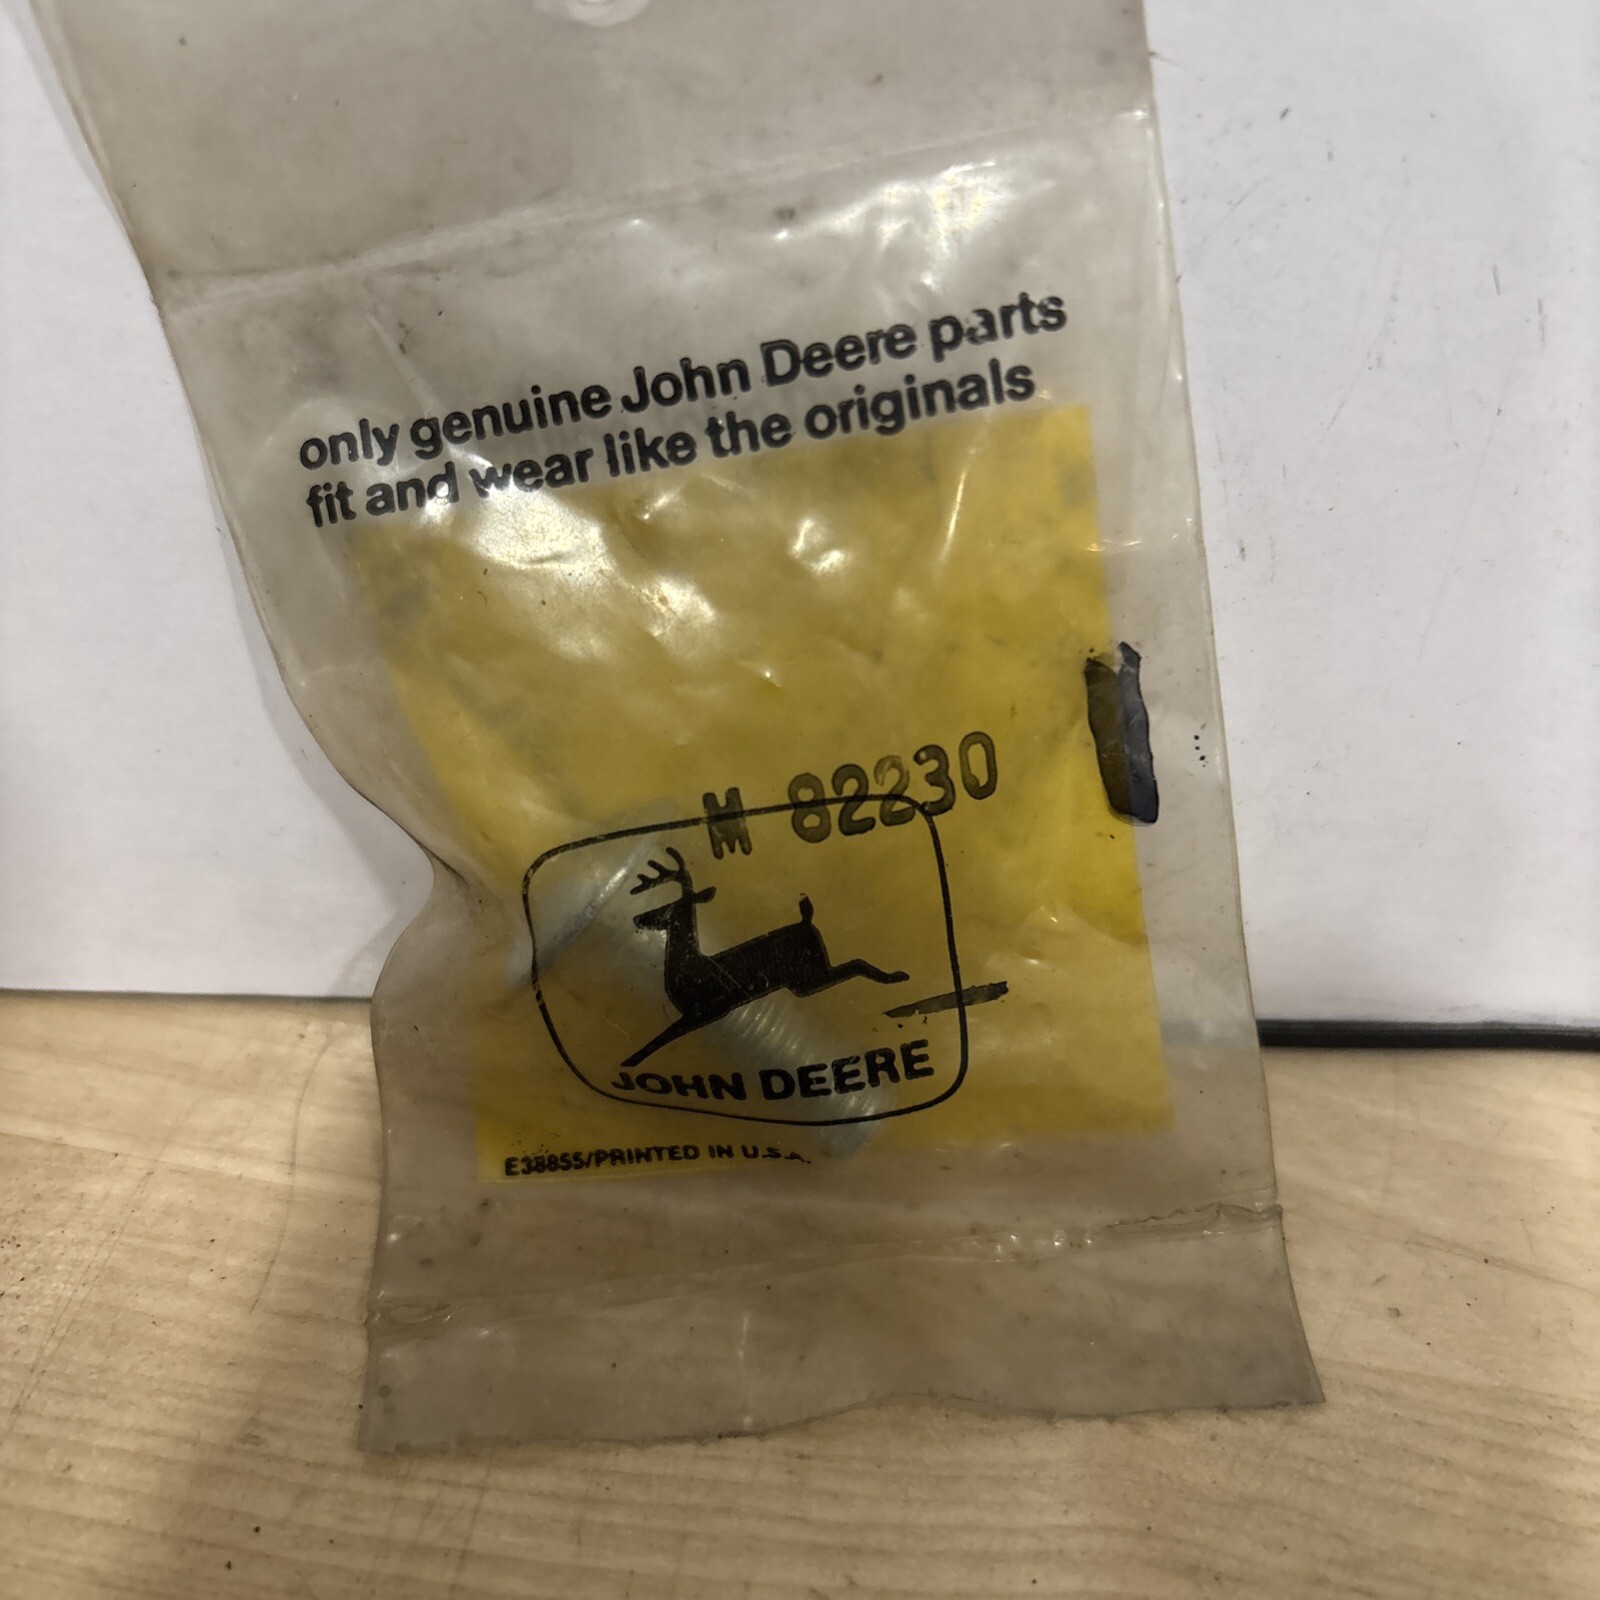 only genuine John Deere parts
fit and wear like the originals
M 82230
JOHN DEERE
E38855/PRINTED IN U.S.A.